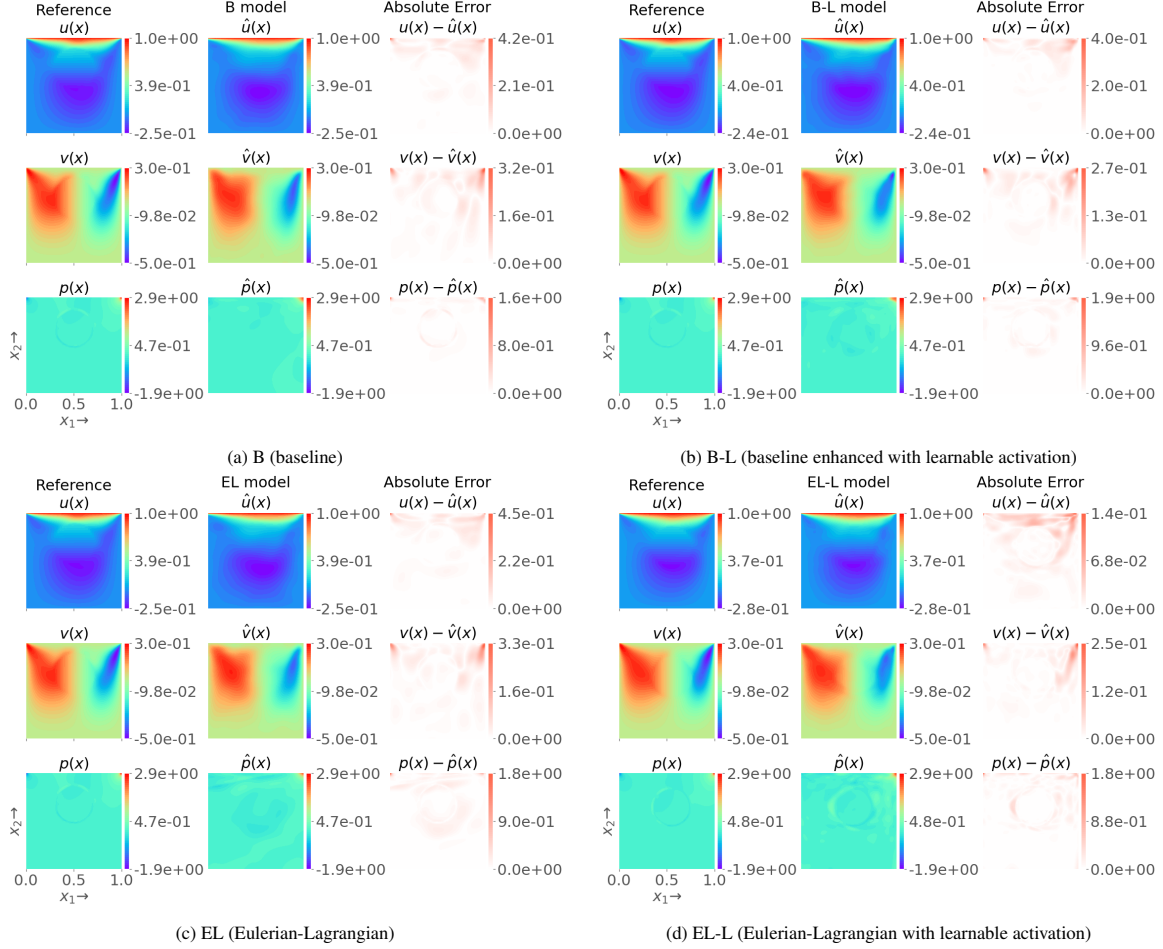 Reference B model Absolute Error
u(x) û(x) u(x) − û(x)
1.0e+00 1.0e+00 4.2e-01
3.9e-01 3.9e-01 2.1e-01
-2.5e-01 -2.5e-01 0.0e+00
v(x) v̂(x) v(x) − v̂(x)
3.0e-01 3.0e-01 3.2e-01
-9.8e-02 -9.8e-02 1.6e-01
-5.0e-01 -5.0e-01 0.0e+00
p(x) p̂(x) p(x) − p̂(x)
2.9e+00 2.9e+00 1.6e+00
x₂→
4.7e-01 4.7e-01 8.0e-01
-1.9e+00 -1.9e+00 0.0e+00
0.0 0.5 1.0
x₁→
(a) B (baseline)
Reference B-L model Absolute Error
u(x) û(x) u(x) − û(x)
1.0e+00 1.0e+00 4.0e-01
4.0e-01 4.0e-01 2.0e-01
-2.4e-01 -2.4e-01 0.0e+00
v(x) v̂(x) v(x) − v̂(x)
3.0e-01 3.0e-01 2.7e-01
-9.8e-02 -9.8e-02 1.3e-01
-5.0e-01 -5.0e-01 0.0e+00
p(x) p̂(x) p(x) − p̂(x)
2.9e+00 2.9e+00 1.9e+00
x₂→
4.7e-01 4.7e-01 9.6e-01
-1.9e+00 -1.9e+00 0.0e+00
0.0 0.5 1.0
x₁→
(b) B-L (baseline enhanced with learnable activation)
Reference EL model Absolute Error
u(x) û(x) u(x) − û(x)
1.0e+00 1.0e+00 4.5e-01
3.9e-01 3.9e-01 2.2e-01
-2.5e-01 -2.5e-01 0.0e+00
v(x) v̂(x) v(x) − v̂(x)
3.0e-01 3.0e-01 3.3e-01
-9.8e-02 -9.8e-02 1.6e-01
-5.0e-01 -5.0e-01 0.0e+00
p(x) p̂(x) p(x) − p̂(x)
2.9e+00 2.9e+00 1.8e+00
x₂→
4.7e-01 4.7e-01 9.0e-01
-1.9e+00 -1.9e+00 0.0e+00
0.0 0.5 1.0
x₁→
(c) EL (Eulerian-Lagrangian)
Reference EL-L model Absolute Error
u(x) û(x) u(x) − û(x)
1.0e+00 1.0e+00 1.4e-01
3.7e-01 3.7e-01 6.8e-02
-2.8e-01 -2.8e-01 0.0e+00
v(x) v̂(x) v(x) − v̂(x)
3.0e-01 3.0e-01 2.5e-01
-9.8e-02 -9.8e-02 1.2e-01
-5.0e-01 -5.0e-01 0.0e+00
p(x) p̂(x) p(x) − p̂(x)
2.9e+00 2.9e+00 1.8e+00
x₂→
4.8e-01 4.8e-01 8.8e-01
-1.9e+00 -1.9e+00 0.0e+00
0.0 0.5 1.0
x₁→
(d) EL-L (Eulerian-Lagrangian with learnable activation)